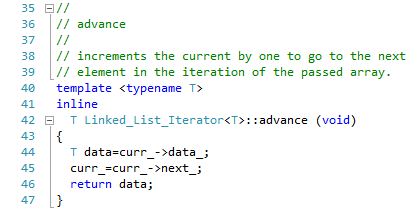 35 //
36 // advance
37 //
38 // increments the current by one to go to the next
39 // element in the iteration of the passed array.
40 template <typename T>
41 inline
42 T Linked_List_Iterator<T>::advance (void)
43 {
44 T data=curr_->data_;
45 curr_=curr_->next_;
46 return data;
47 }